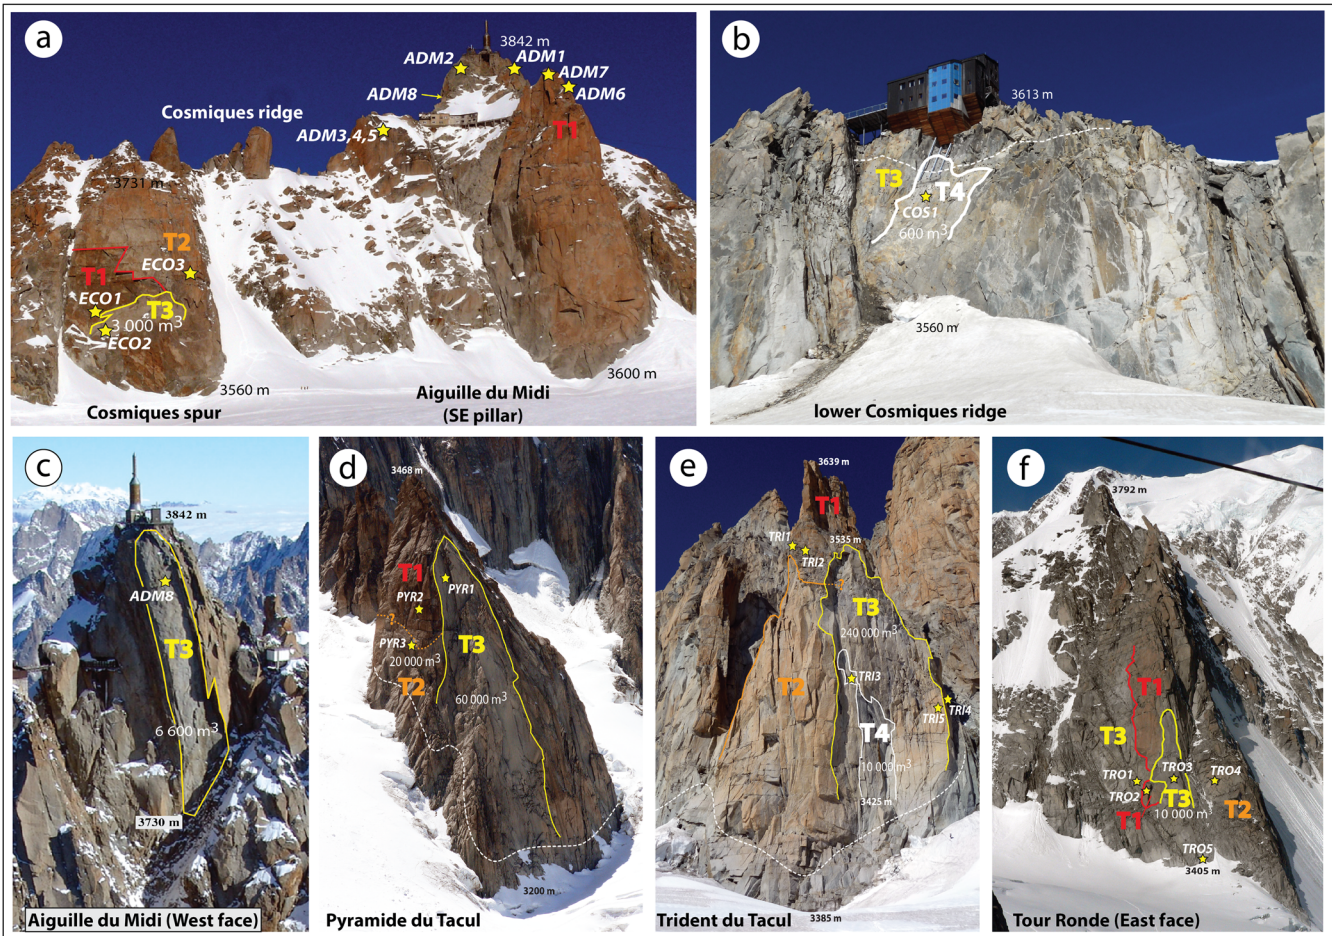 a
3842 m
ADM2
ADM1
ADM7
ADM8
ADM6
Cosmiques ridge
ADM3,4,5
T1
3731 m
T2
ECO3
T1
ECO1
T3
3 000 m³
ECO2
3560 m
3600 m
Cosmiques spur
Aiguille du Midi
(SE pillar)
b
3613 m
T3
T4
COS1
600 m³
3560 m
lower Cosmiques ridge
c
3842 m
ADM8
T3
6 600 m³
3730 m
Aiguille du Midi (West face)
d
3468 m
T1
PYR1
PYR2
?
PYR3
T3
20 000 m³
T2
60 000 m³
3200 m
Pyramide du Tacul
e
3639 m
T1
TRI1
3535 m
TRI2
?
T3
240 000 m³
TRI3
T2
TRI4
TRI5
T4
10 000 m³
3425 m
3385 m
Trident du Tacul
f
3792 m
T1
T3
TRO1
TRO3
TRO4
TRO2
T3
T2
10 000 m³
T1
TRO5
3405 m
Tour Ronde (East face)